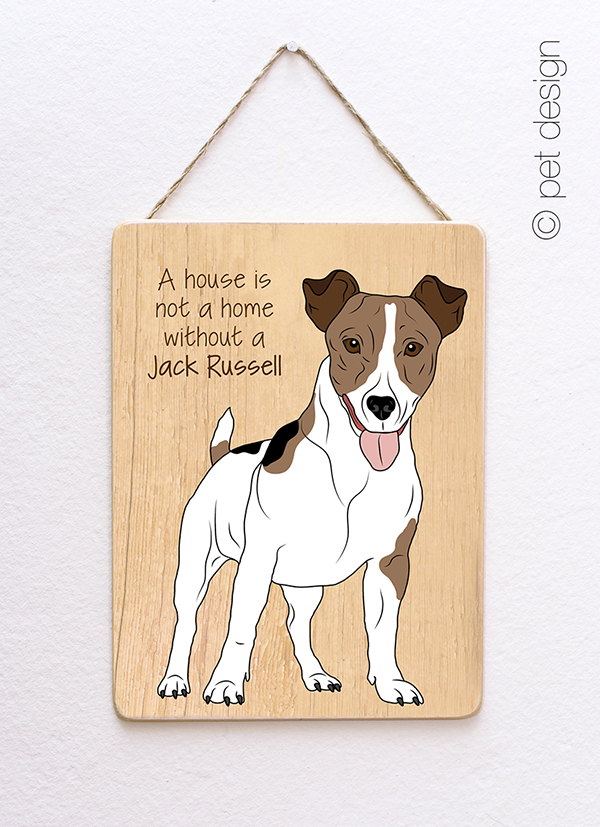 A house is
not a home
without a
Jack Russell
© pet design